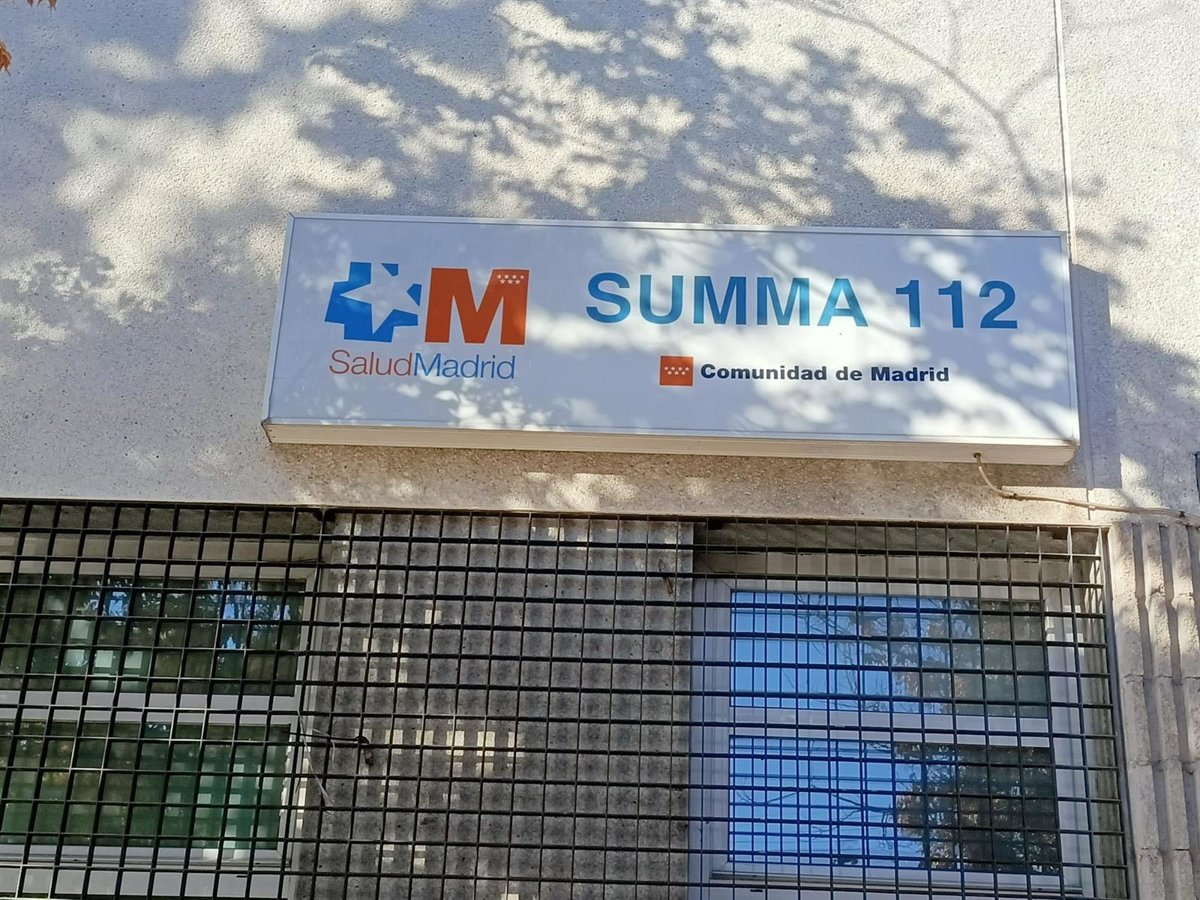 M
SaludMadrid
SUMMA 112
Comunidad de Madrid